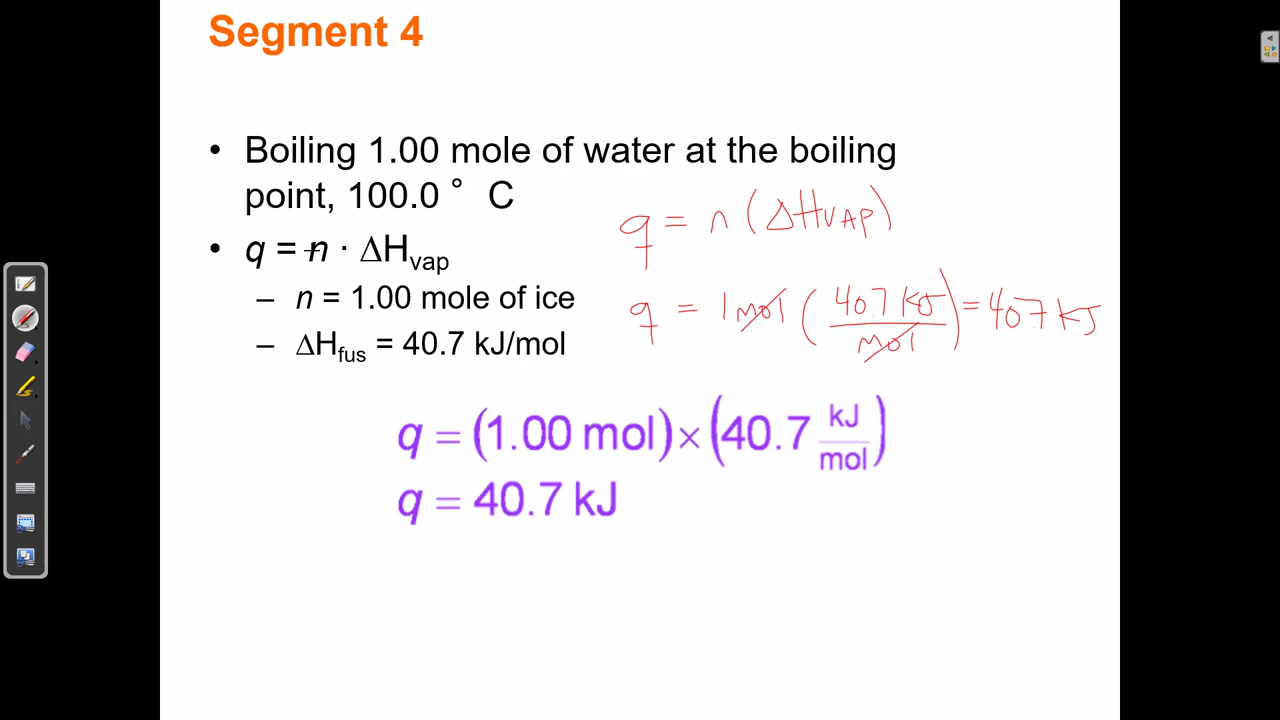 Segment 4
• Boiling 1.00 mole of water at the boiling
point, 100.0 ° C
q = n (ΔHVAP)
• q = n · ΔHvap
– n = 1.00 mole of ice
q = 1 mol (40.7 kJ/mol) = 40.7 kJ
– ΔHfus = 40.7 kJ/mol
q = (1.00 mol) × (40.7 kJ/mol)
q = 40.7 kJ